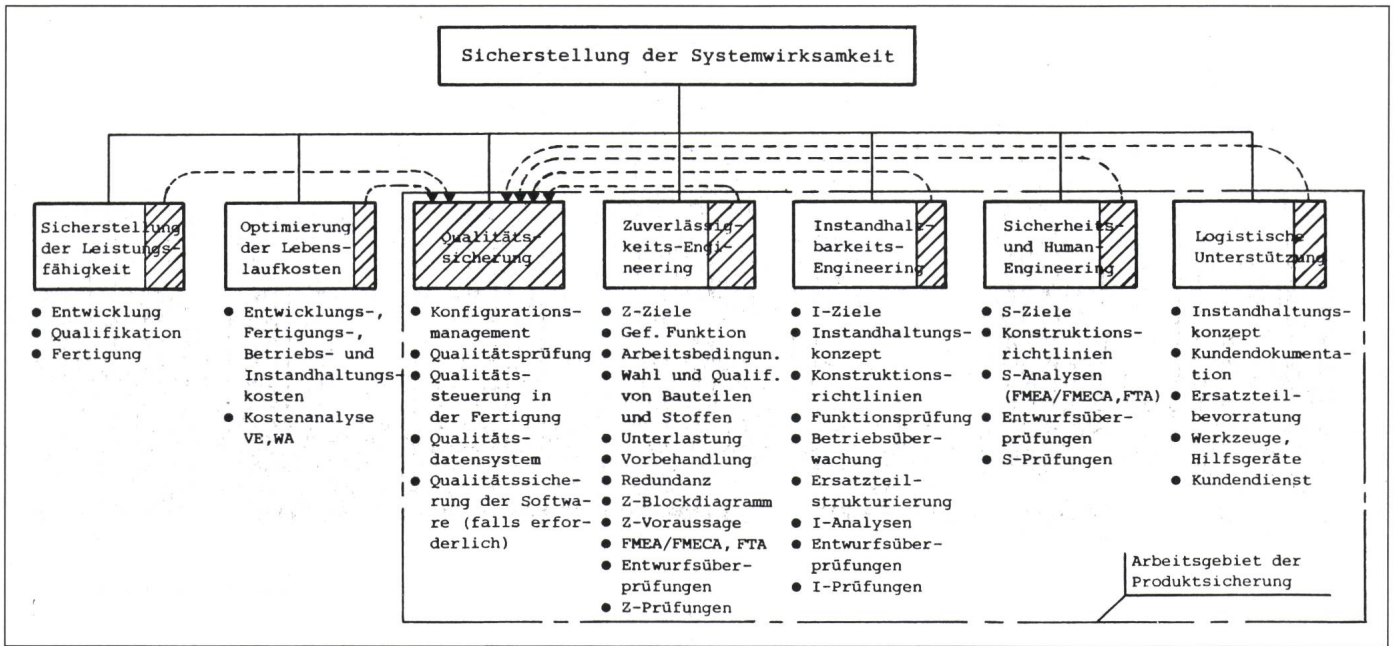 Sicherstellung der Systemwirksamkeit
Sicherstellung
der Leistungs-
fähigkeit
● Entwicklung
● Qualifikation
● Fertigung
Optimierung
der Lebens-
laufkosten
● Entwicklungs-,
Fertigungs-,
Betriebs- und
Instandhaltungs-
kosten
● Kostenanalyse
VE,WA
Qualitäts-
sicherung
● Konfigurations-
management
● Qualitätsprüfung
● Qualitäts-
steuerung in
der Fertigung
● Qualitäts-
datensystem
● Qualitätssiche-
rung der Softwa-
re (falls erfor-
derlich)
Zuverlässig-
keits-Engi-
neering
● Z-Ziele
● Gef. Funktion
● Arbeitsbedingun.
● Wahl und Qualif.
von Bauteilen
und Stoffen
● Unterlastung
● Vorbehandlung
● Redundanz
● Z-Blockdiagramm
● Z-Voraussage
● FMEA/FMECA, FTA
● Entwurfsüber-
prüfungen
● Z-Prüfungen
Instandhalt-
barkeits-
Engineering
● I-Ziele
● Instandhaltungs-
konzept
● Konstruktions-
richtlinien
● Funktionsprüfung
● Betriebsüber-
wachung
● Ersatzteil-
strukturierung
● I-Analysen
● Entwurfsüber-
prüfungen
● I-Prüfungen
Sicherheits-
und Human-
Engineering
● S-Ziele
● Konstruktions-
richtlinien
● S-Analysen
(FMEA/FMECA,FTA)
● Entwurfsüber-
prüfungen
● S-Prüfungen
Logistische
Unterstützung
● Instandhaltungs-
konzept
● Kundendokumenta-
tion
● Ersatzteil-
bevorratung
● Werkzeuge,
Hilfsgeräte
● Kundendienst
Arbeitsgebiet der
Produktsicherung